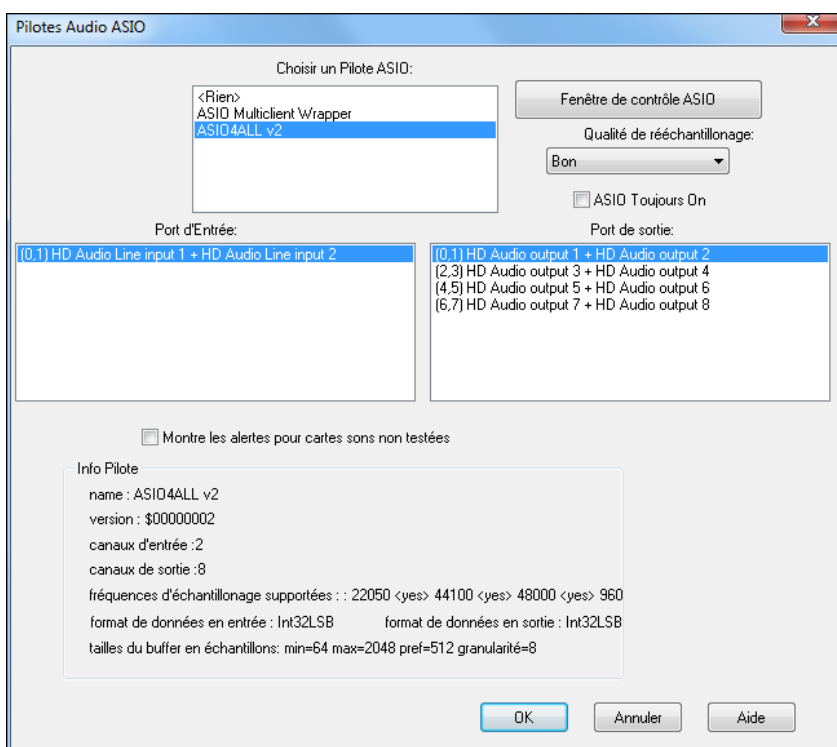 Pilotes Audio ASIO
Choisir un Pilote ASIO:
<Rien>
ASIO Multiclient Wrapper
ASIO4ALL v2
Fenêtre de contrôle ASIO
Qualité de rééchantillonage:
Bon
ASIO Toujours On
Port d'Entrée:
(0,1) HD Audio Line input 1 + HD Audio Line input 2
Port de sortie:
(0,1) HD Audio output 1 + HD Audio output 2
(2,3) HD Audio output 3 + HD Audio output 4
(4,5) HD Audio output 5 + HD Audio output 6
(6,7) HD Audio output 7 + HD Audio output 8
Montre les alertes pour cartes sons non testées
Info Pilote
name : ASIO4ALL v2
version : $00000002
canaux d'entrée :2
canaux de sortie :8
fréquences d'échantillonage supportées : : 22050 <yes> 44100 <yes> 48000 <yes> 960
format de données en entrée : Int32LSB format de données en sortie : Int32LSB
tailles du buffer en échantillons: min=64 max=2048 pref=512 granularité=8
OK Annuler Aide